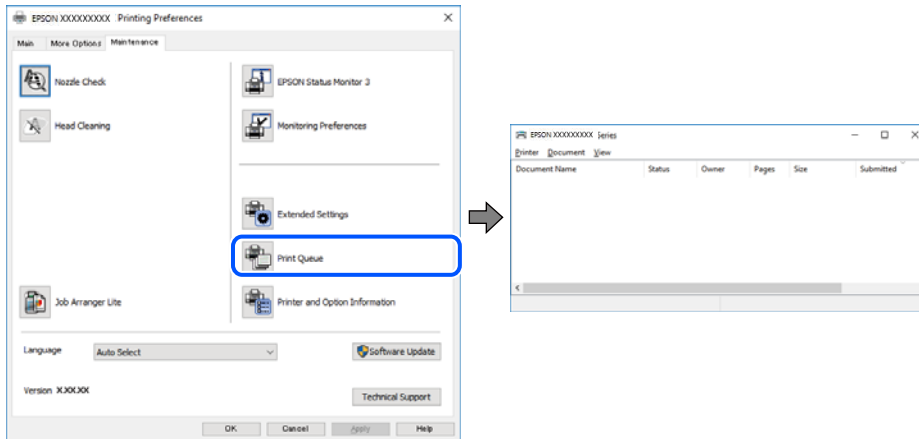 EPSON XXXXXXXXX Printing Preferences
Main More Options Maintenance
Nozzle Check
EPSON Status Monitor 3
Head Cleaning
Monitoring Preferences
Extended Settings
Print Queue
Job Arranger Lite
Printer and Option Information
Language Auto Select
Software Update
Version X.XX.XX
Technical Support
OK Cancel Apply Help
EPSON XXXXXXXXX Series
Printer Document View
Document Name Status Owner Pages Size Submitted